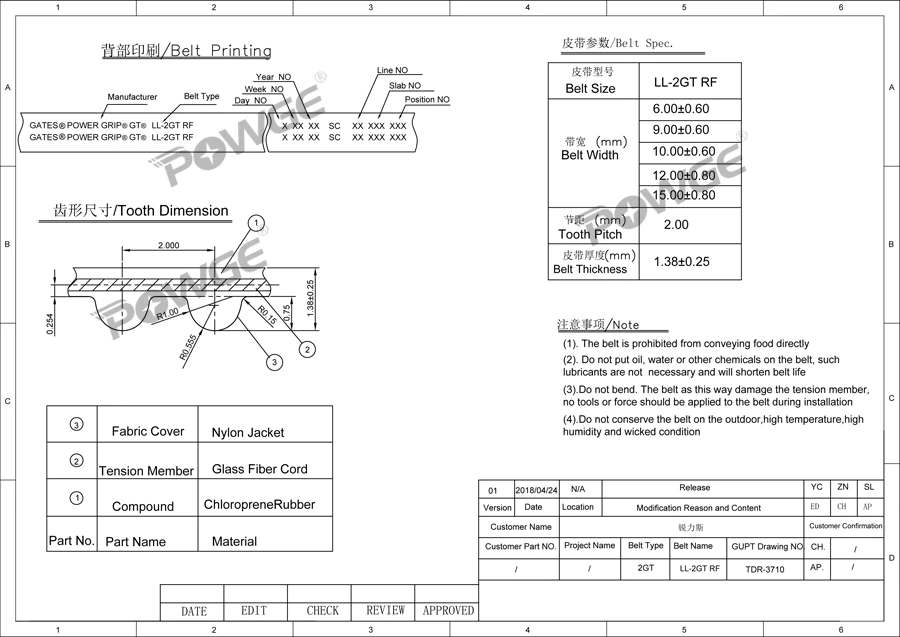 1 2 3 4 5 6
背部印刷/Belt Printing
Manufacturer
Belt Type
Year NO
Week NO
Day NO
Line NO
Slab NO
Position NO
GATES® POWER GRIP® GT® LL-2GT RF X XX XX SC XX XXX XXX
GATES® POWER GRIP® GT® LL-2GT RF X XX XX SC XX XXX XXX
POWGE®
皮带参数/Belt Spec.
皮带型号
Belt Size
LL-2GT RF
带宽 (mm)
Belt Width
6.00±0.60
9.00±0.60
10.00±0.60
12.00±0.80
15.00±0.80
节距 (mm)
Tooth Pitch
2.00
皮带厚度(mm)
Belt Thickness
1.38±0.25
POWGE®
A
A
B
B
C
C
D
齿形尺寸/Tooth Dimension
1
2.000
0.254
R1.00
R0.555
R0.15
0.75
1.38±0.25
2
3
POWGE®
注意事项/Note
(1). The belt is prohibited from conveying food directly
(2). Do not put oil, water or other chemicals on the belt, such
lubricants are not necessary and will shorten belt life
(3).Do not bend. The belt as this way damage the tension member,
no tools or force should be applied to the belt during installation
(4).Do not conserve the belt on the outdoor,high temperature,high
humidity and wicked condition
3 Fabric Cover Nylon Jacket
2 Tension Member Glass Fiber Cord
1 Compound ChloropreneRubber
Part No. Part Name Material
01 2018/04/24 N/A Release YC ZN SL
Version Date Location Modification Reason and Content ED CH AP
Customer Name 锐力斯 Customer Confirmation
Customer Part NO. Project Name Belt Type Belt Name GUPT Drawing NO. CH. /
/ / 2GT LL-2GT RF TDR-3710 AP. /
DATE EDIT CHECK REVIEW APPROVED
1 2 3 4 5 6